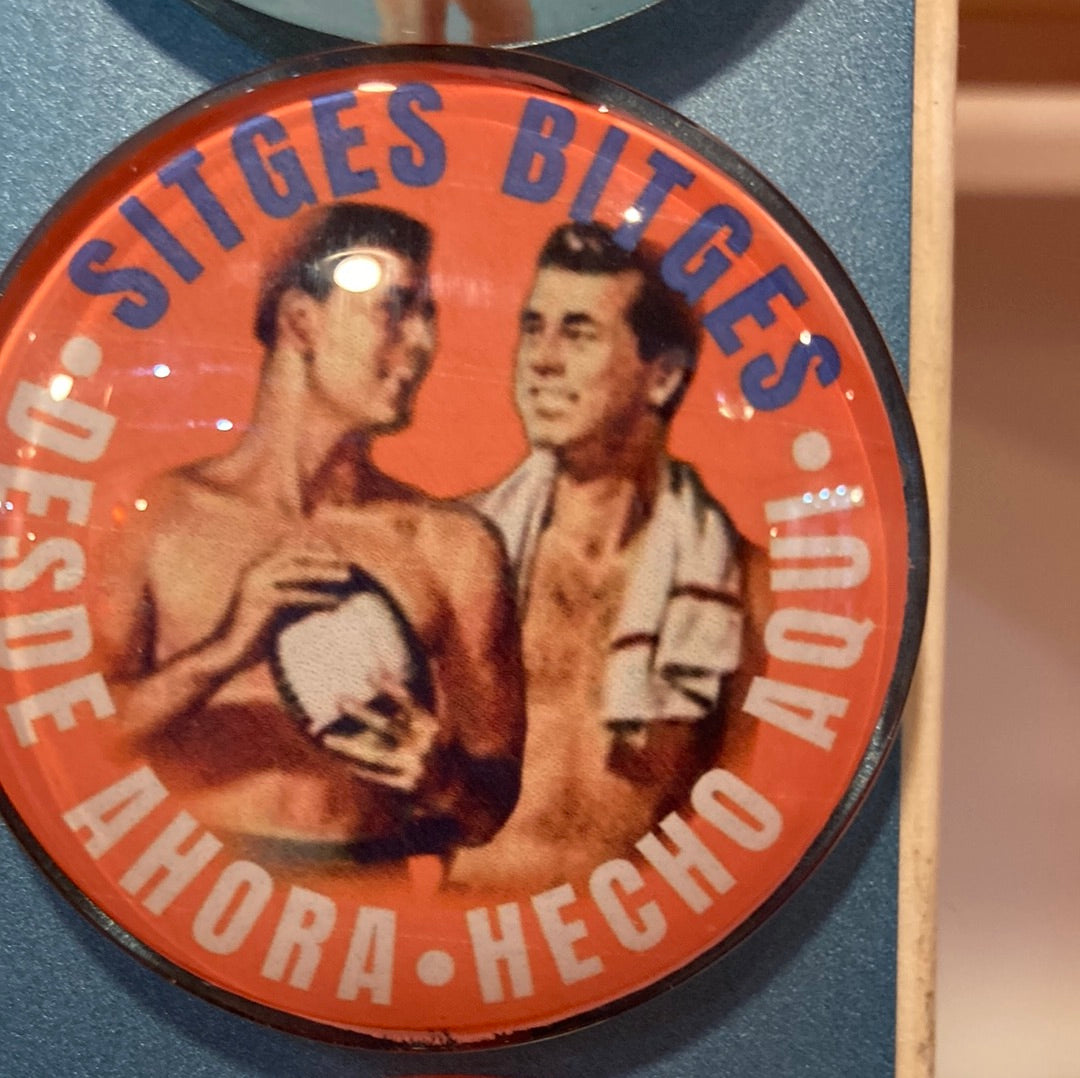 SITGES BITGES
• DESDE AHORA • HECHO AQUI •